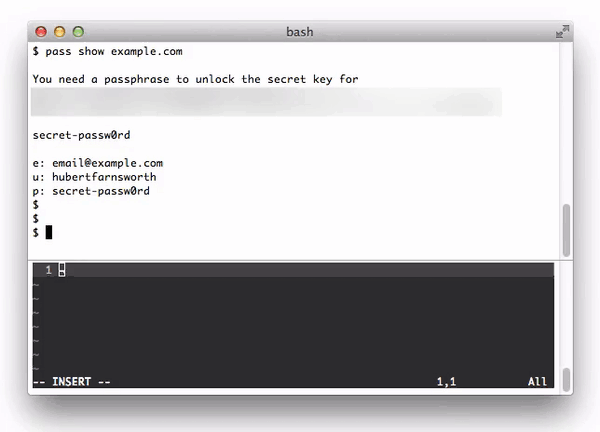 bash
$ pass show example.com
You need a passphrase to unlock the secret key for
secret-passw0rd
e: email@example.com
u: hubertfarnsworth
p: secret-passw0rd
$
$
$
1
~
~
~
~
~
~
~
-- INSERT -- 1,1 All